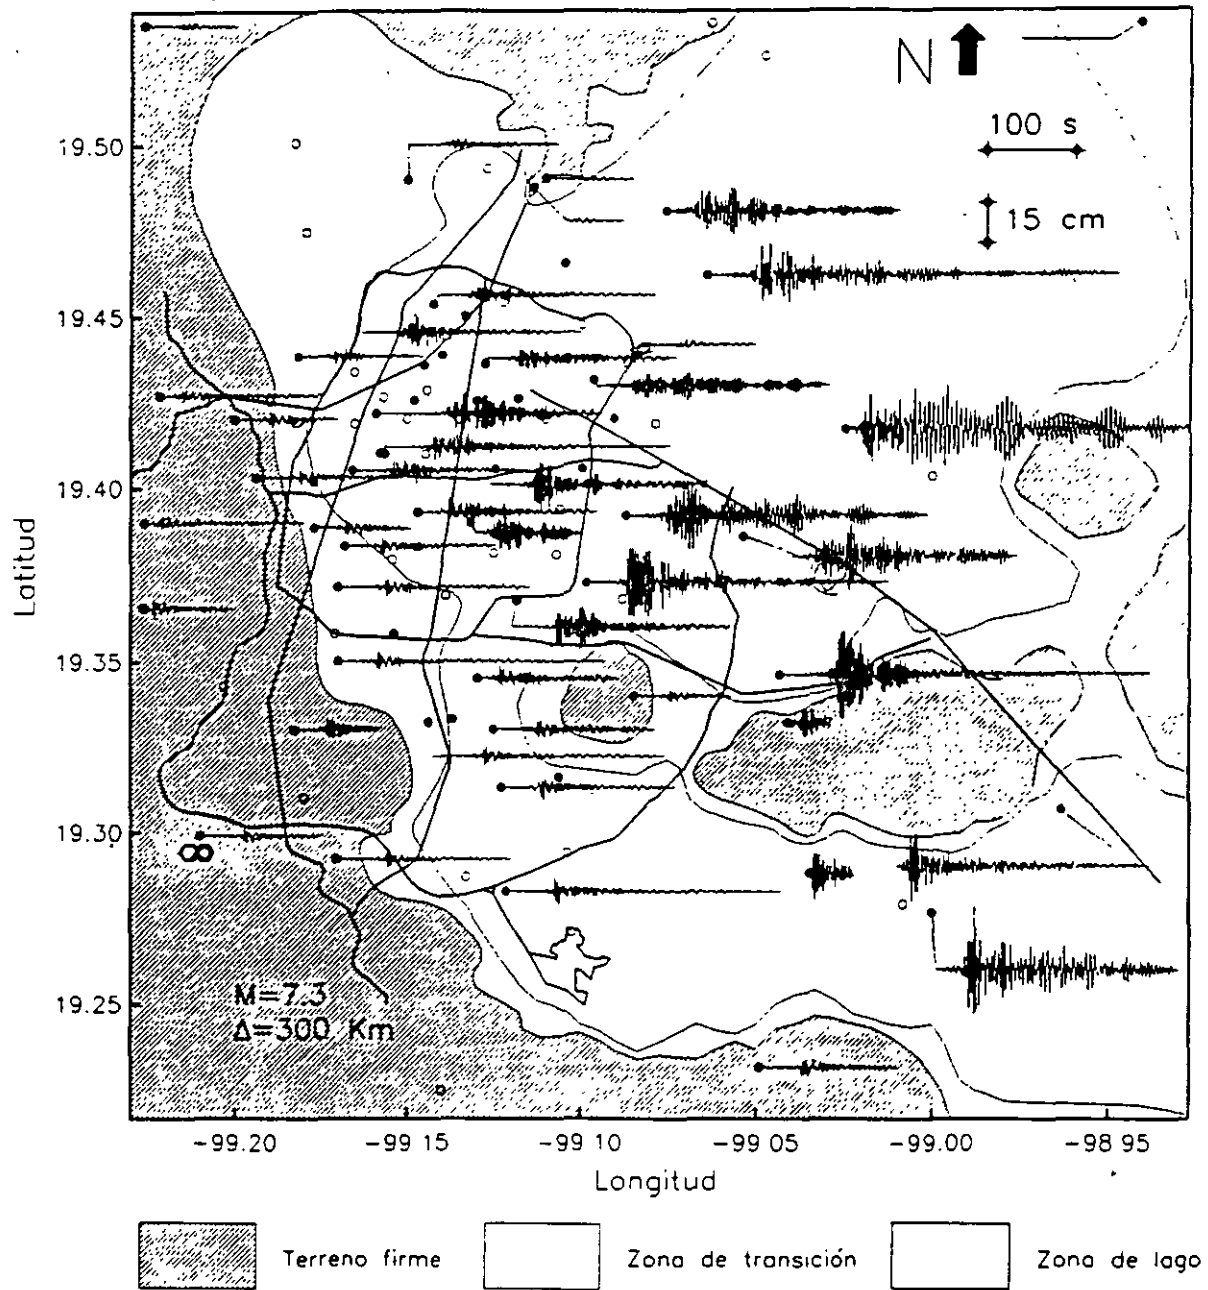 N
100 s
15 cm
19.50
19.45
19.40
19.35
19.30
19.25
Latitud
M=7.3
Δ=300 Km
-99.20
-99.15
-99 10
-99 05
-99.00
-98 95
Longitud
Terreno firme
Zona de transición
Zona de lago